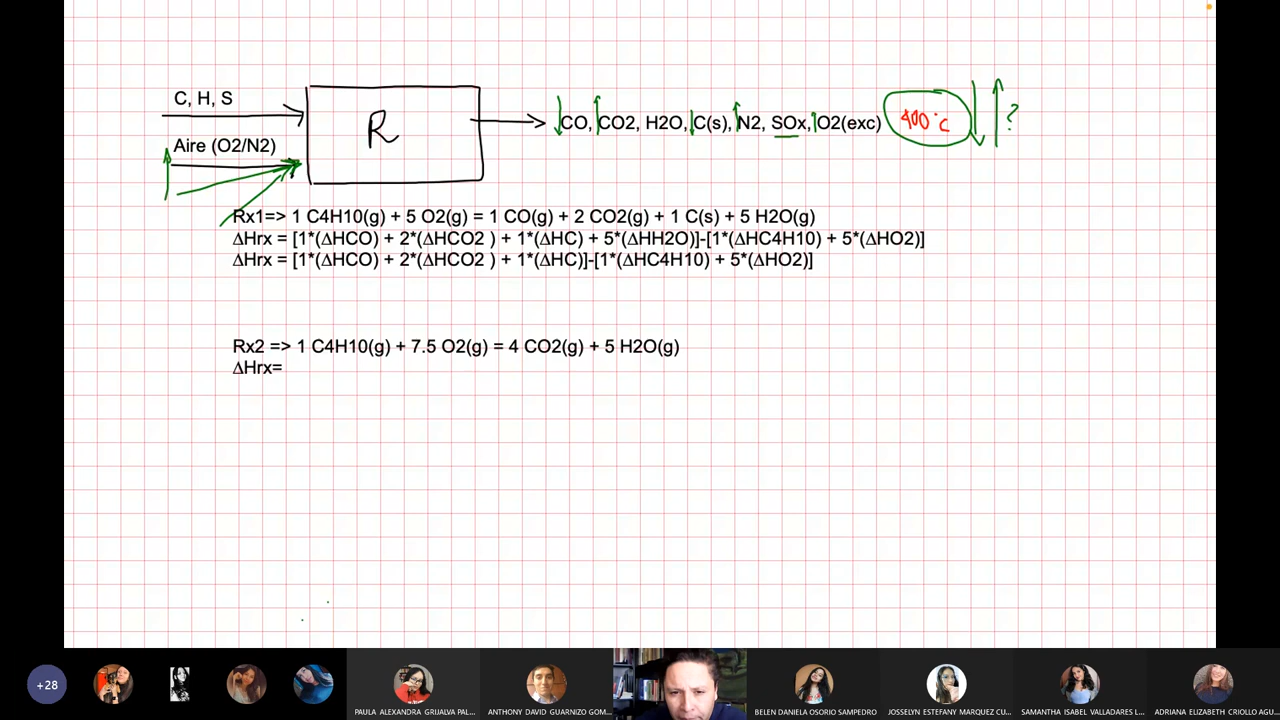 C, H, S
Aire (O2/N2)
R
CO, CO2, H2O, C(s), N2, SOx, O2(exc)
400°C
?
Rx1=> 1 C4H10(g) + 5 O2(g) = 1 CO(g) + 2 CO2(g) + 1 C(s) + 5 H2O(g)
ΔHrx = [1*(ΔHCO) + 2*(ΔHCO2 ) + 1*(ΔHC) + 5*(ΔHH2O)]-[1*(ΔHC4H10) + 5*(ΔHO2)]
ΔHrx = [1*(ΔHCO) + 2*(ΔHCO2 ) + 1*(ΔHC)]-[1*(ΔHC4H10) + 5*(ΔHO2)]
Rx2 => 1 C4H10(g) + 7.5 O2(g) = 4 CO2(g) + 5 H2O(g)
ΔHrx=
+28
PAULA ALEXANDRA GRIJALVA PAL...
ANTHONY DAVID GUARNIZO GOM...
BELEN DANIELA OSORIO SAMPEDRO
JOSSELYN ESTEFANY MARQUEZ CU...
SAMANTHA ISABEL VALLADARES L...
ADRIANA ELIZABETH CRIOLLO AGU...